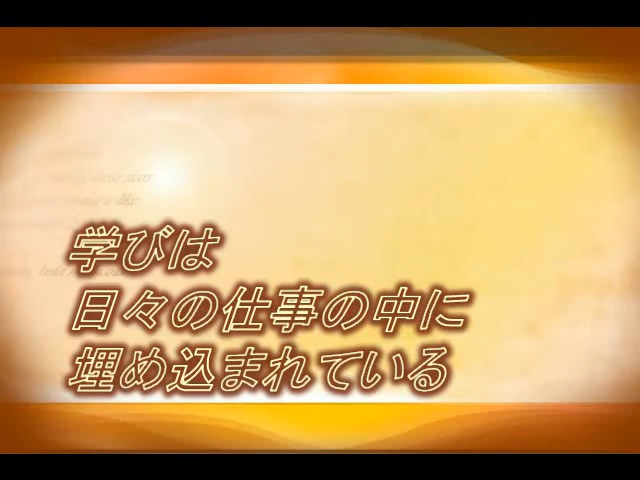 学びは
日々の仕事の中に
埋め込まれている